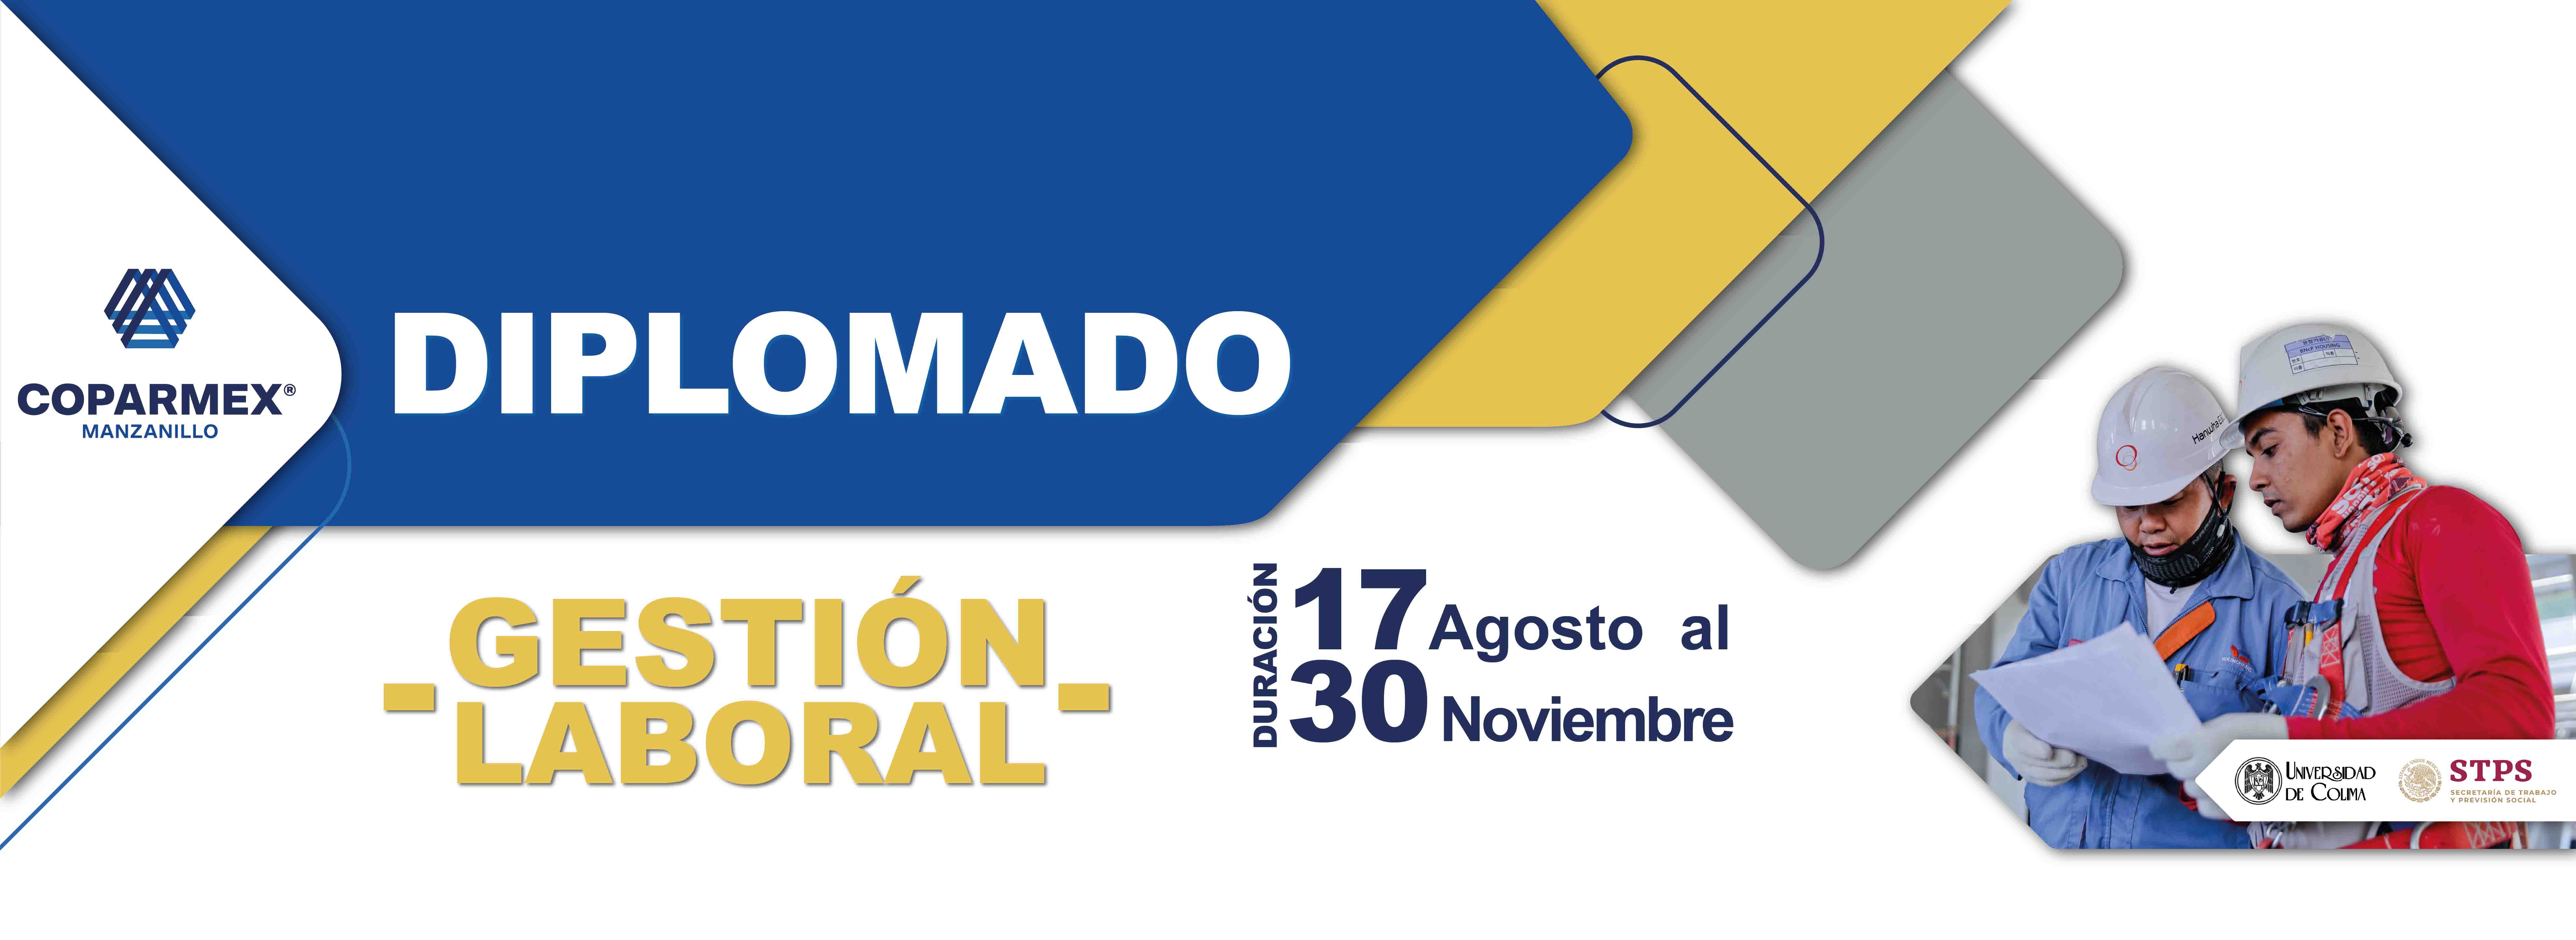 COPARMEX®
MANZANILLO
DIPLOMADO
GESTIÓN
LABORAL
DURACIÓN
17 Agosto al
30 Noviembre
Hanwha
UNIVERSIDAD
DE COLIMA
STPS
SECRETARÍA DE TRABAJO
Y PREVISIÓN SOCIAL